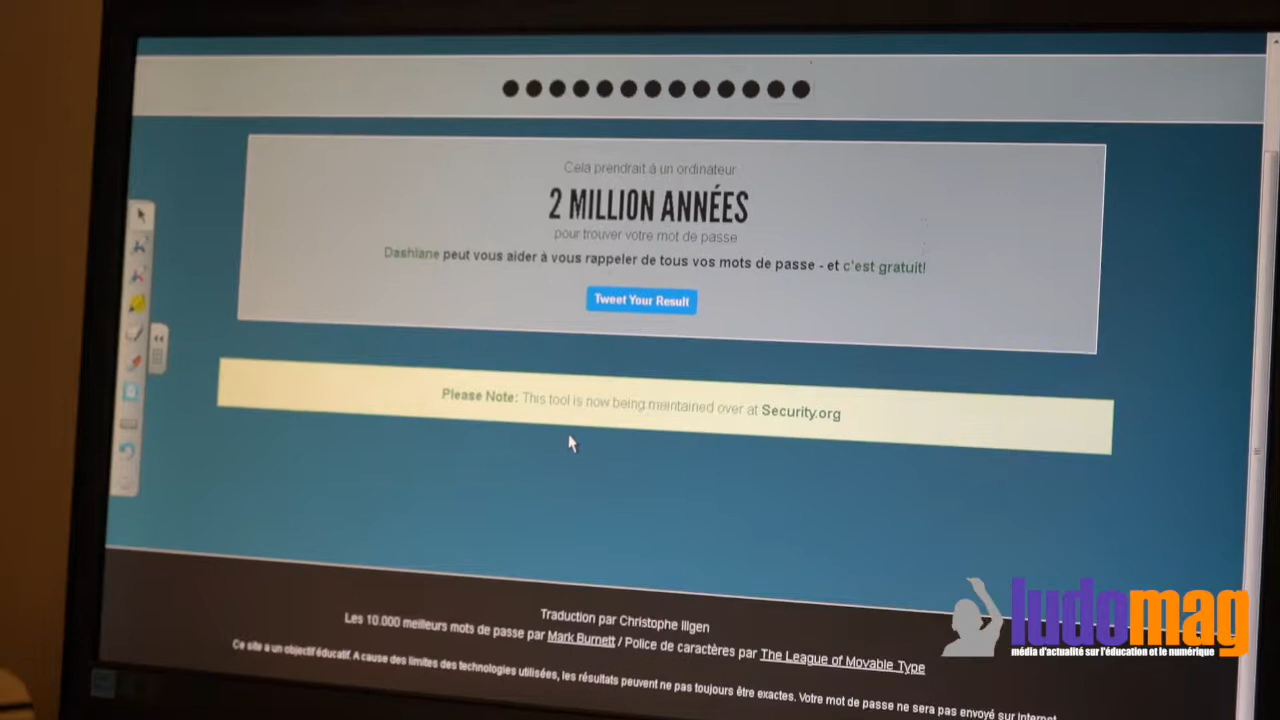 Cela prendrait à un ordinateur
2 MILLION ANNÉES
pour trouver votre mot de passe
Dashlane peut vous aider à vous rappeler de tous vos mots de passe - et c'est gratuit!
Tweet Your Result
Please Note: This tool is now being maintained over at Security.org
Traduction par Christophe Illgen
Les 10.000 meilleurs mots de passe par Mark Burnett / Police de caractères par The League of Movable Type
Ce site a un objectif éducatif. A cause des limites des technologies utilisées, les résultats peuvent ne pas toujours être exactes. Votre mot de passe ne sera pas envoyé sur Internet
ludomag
média d'actualité sur l'éducation et le numérique